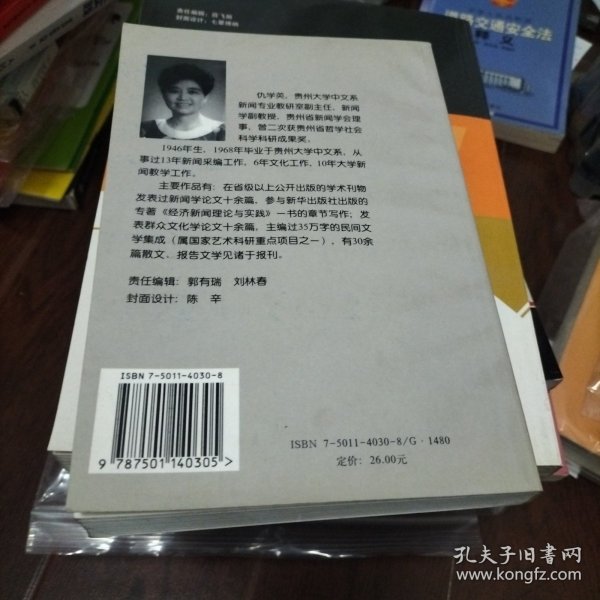 责任编辑：
封面设计：七星博纳
道路交通安全法
释义
仇学英，贵州大学中文系
新闻专业教研室副主任、新闻
学副教授，贵州省新闻学会理
事，曾二次获贵州省哲学社会
科学科研成果奖。
1946年生，1968年毕业于贵州大学中文系，从
事过13年新闻采编工作，6年文化工作，10年大学新
闻教学工作。
主要作品有：在省级以上公开出版的学术刊物
发表过新闻学论文十余篇，参与新华出版社出版的
专著《经济新闻理论与实践》一书的章节写作；发
表群众文化学论文十余篇，主编过35万字的民间文
学集成（属国家艺术科研重点项目之一），有30余
篇散文、报告文学见诸于报刊。
责任编辑：郭有瑞 刘林春
封面设计：陈 辛
ISBN 7-5011-4030-8
9 787501 140305>
ISBN 7-5011-4030-8/G·1480
定价：26.00元
孔夫子旧书网
www.kongfz.com